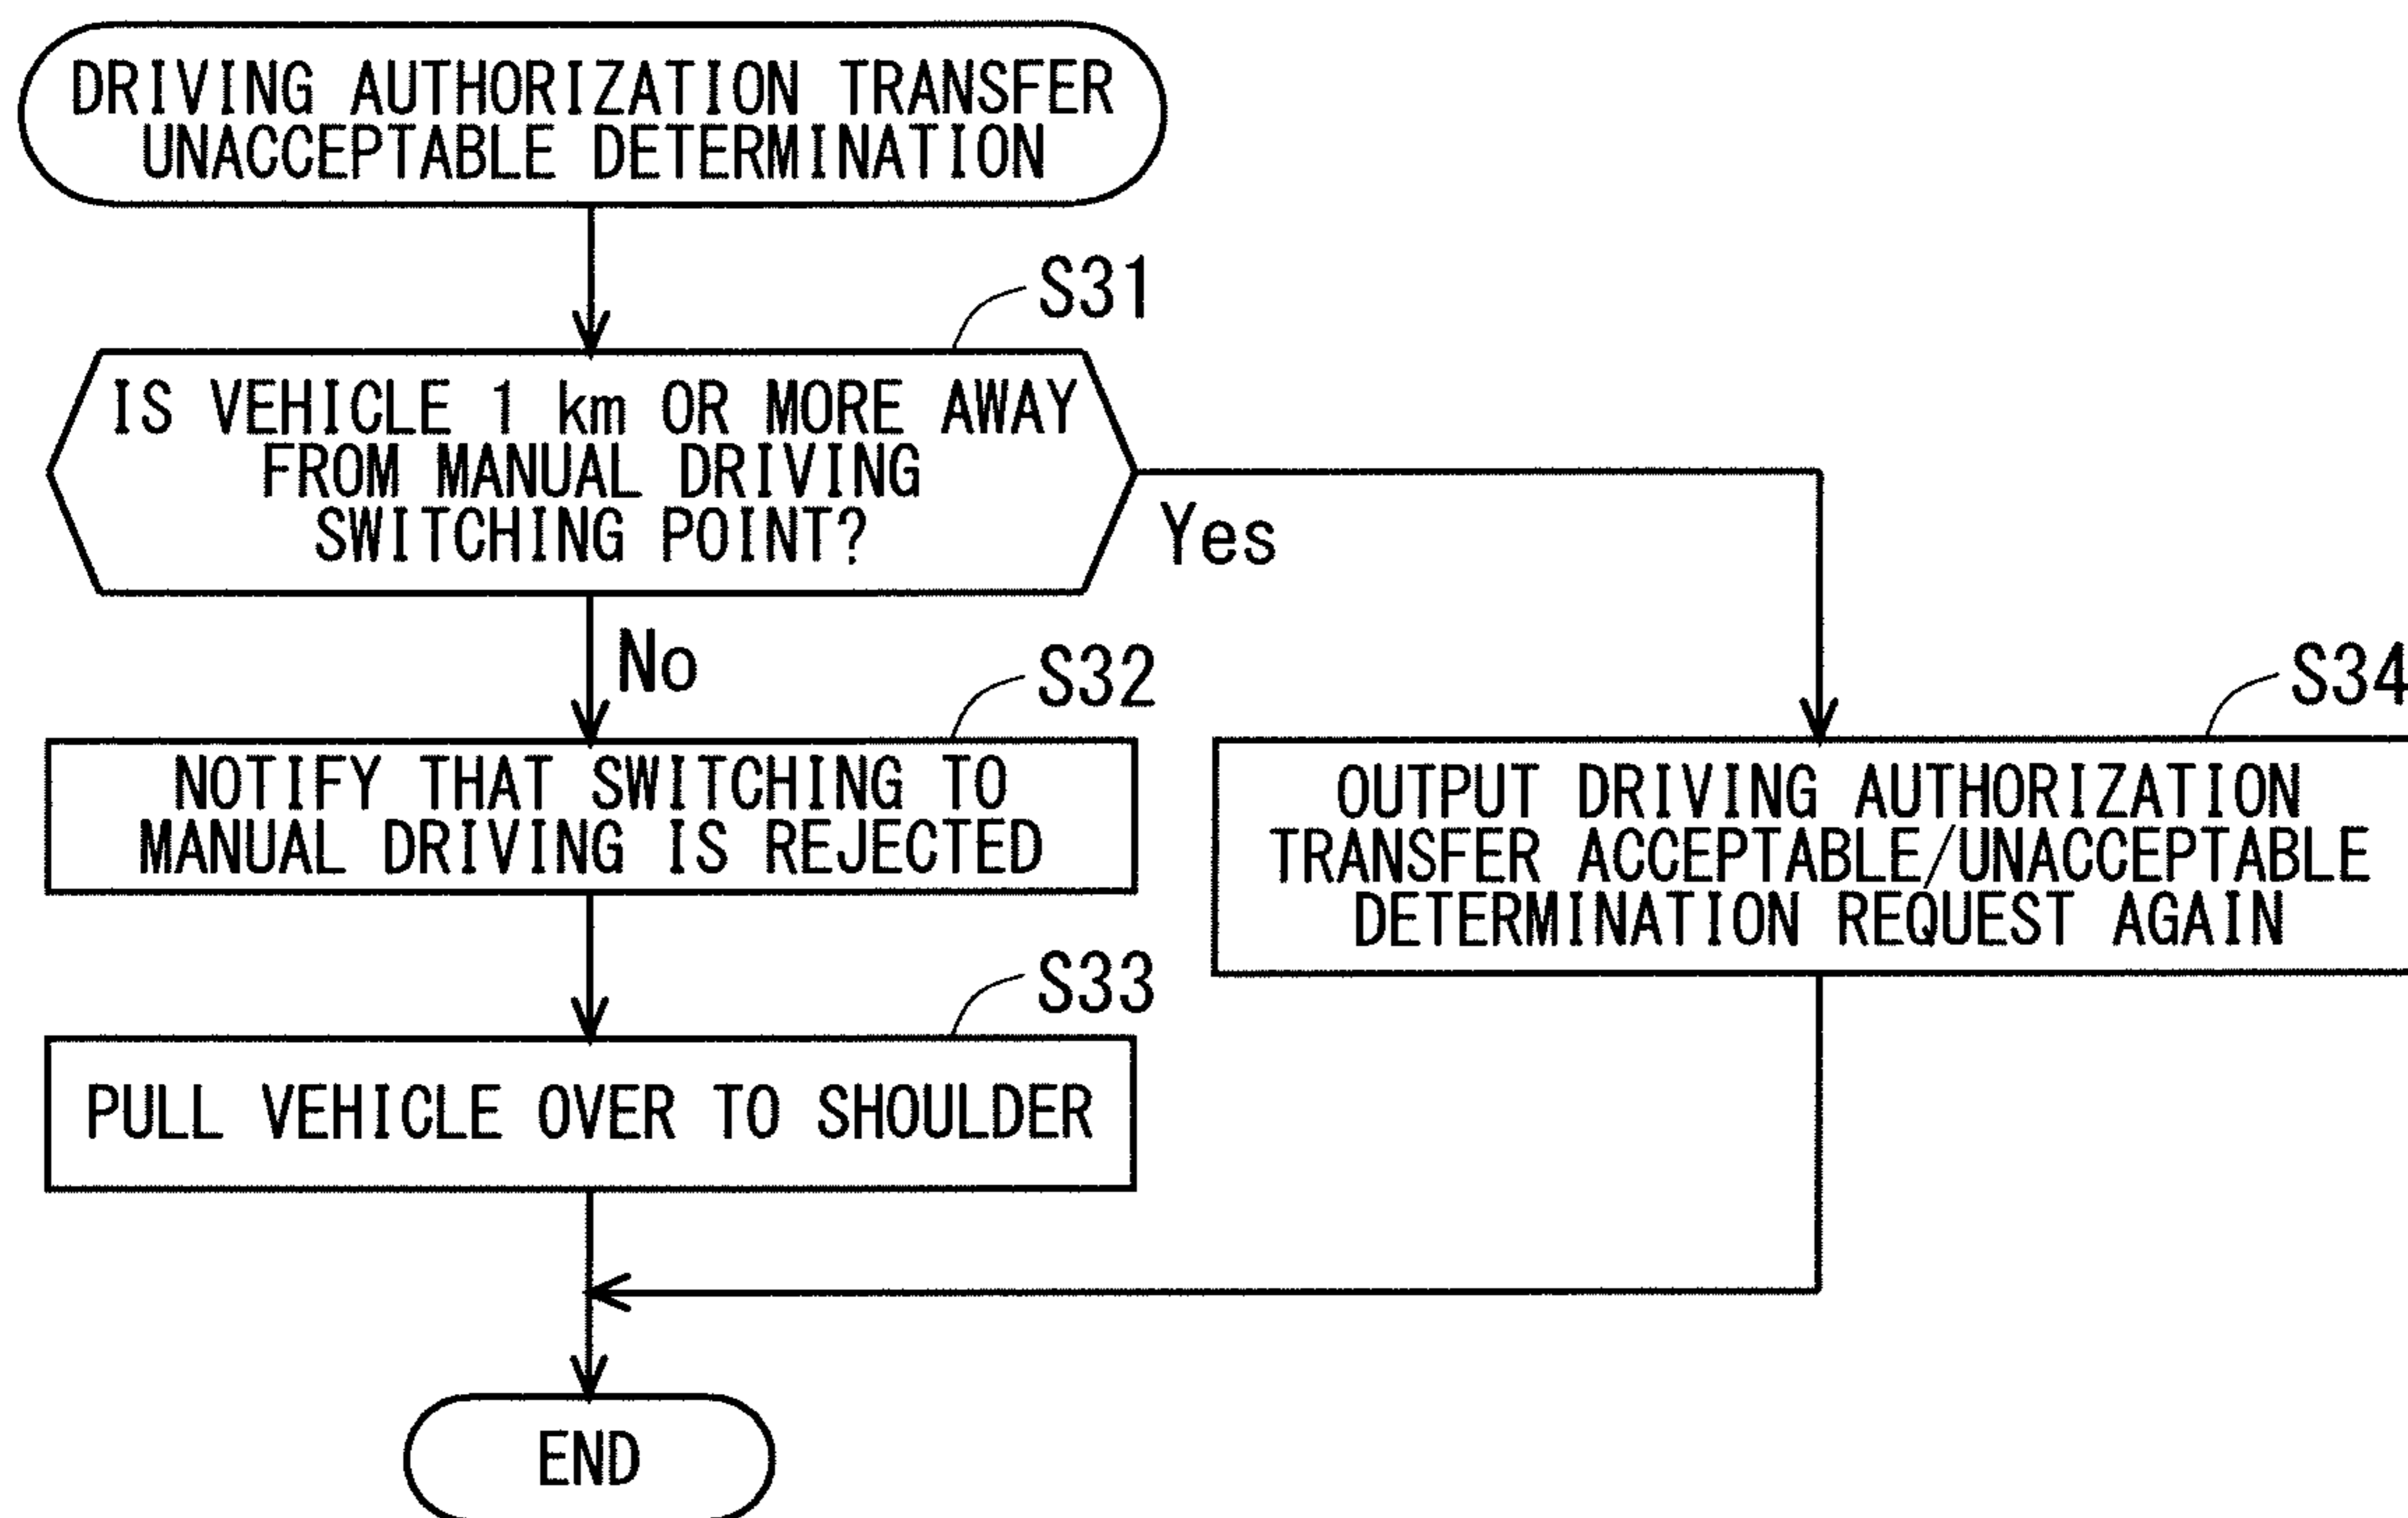 DRIVING AUTHORIZATION TRANSFER
UNACCEPTABLE DETERMINATION
S31
IS VEHICLE 1 km OR MORE AWAY
FROM MANUAL DRIVING
SWITCHING POINT?
Yes
No
S32
NOTIFY THAT SWITCHING TO
MANUAL DRIVING IS REJECTED
S34
OUTPUT DRIVING AUTHORIZATION
TRANSFER ACCEPTABLE/UNACCEPTABLE
DETERMINATION REQUEST AGAIN
S33
PULL VEHICLE OVER TO SHOULDER
END